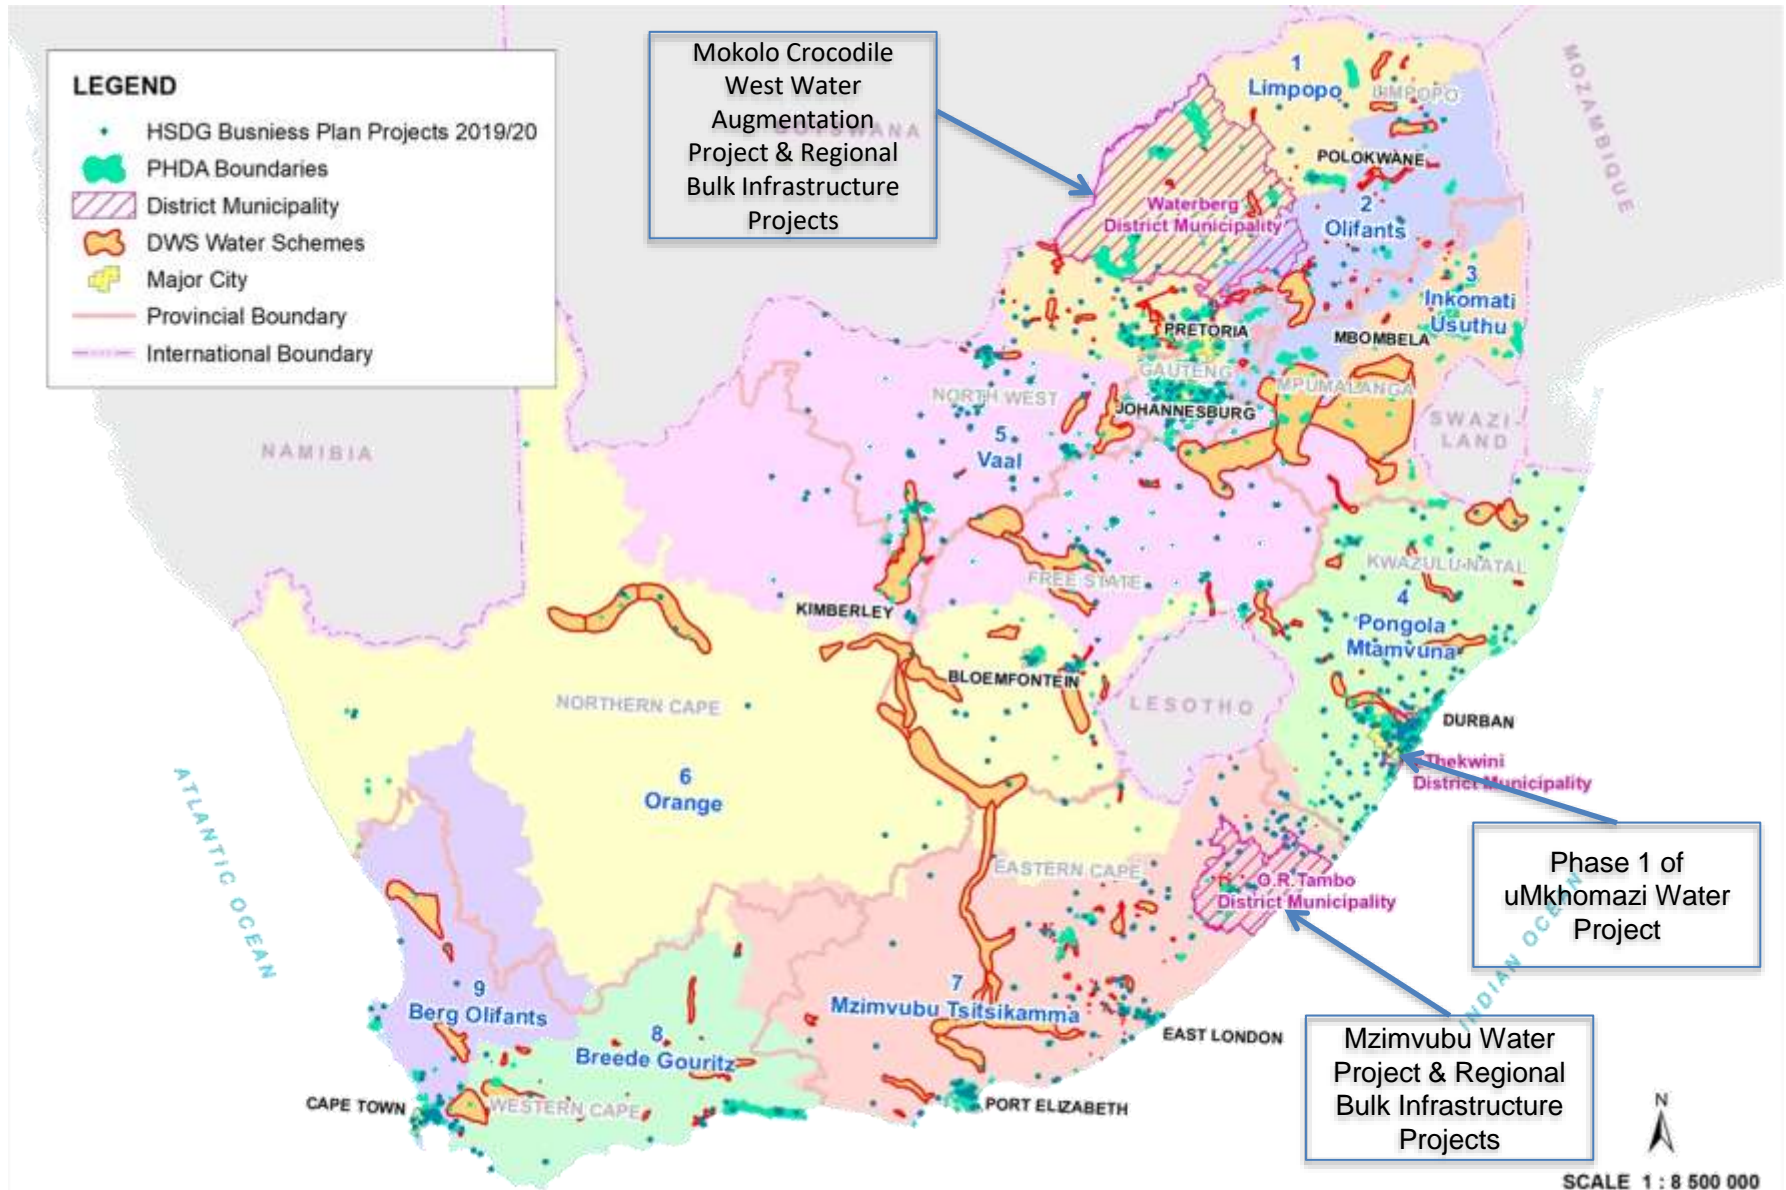 LEGEND
HSDG Busniess Plan Projects 2019/20
PHDA Boundaries
District Municipality
DWS Water Schemes
Major City
Provincial Boundary
International Boundary
Mokolo Crocodile
West Water
Augmentation
Project & Regional
Bulk Infrastructure
Projects
BOTSWANA
MOZAMBIQUE
1
Limpopo
LIMPOPO
POLOKWANE
Waterberg
District Municipality
2
Olifants
3
Inkomati
Usuthu
PRETORIA
MBOMBELA
GAUTENG
MPUMALANGA
NORTH WEST
JOHANNESBURG
SWAZI-
LAND
NAMIBIA
5
Vaal
KWAZULU-NATAL
FREE STATE
4
Pongola
Mtamvuna
KIMBERLEY
BLOEMFONTEIN
NORTHERN CAPE
LESOTHO
DURBAN
Thekwini
District Municipality
6
Orange
ATLANTIC OCEAN
EASTERN CAPE
O.R.Tambo
District Municipality
Phase 1 of
uMkhomazi Water
Project
INDIAN OCEAN
9
Berg Olifants
7
Mzimvubu Tsitsikamma
8
Breede Gouritz
EAST LONDON
Mzimvubu Water
Project & Regional
Bulk Infrastructure
Projects
CAPE TOWN
WESTERN CAPE
PORT ELIZABETH
N
SCALE 1 : 8 500 000